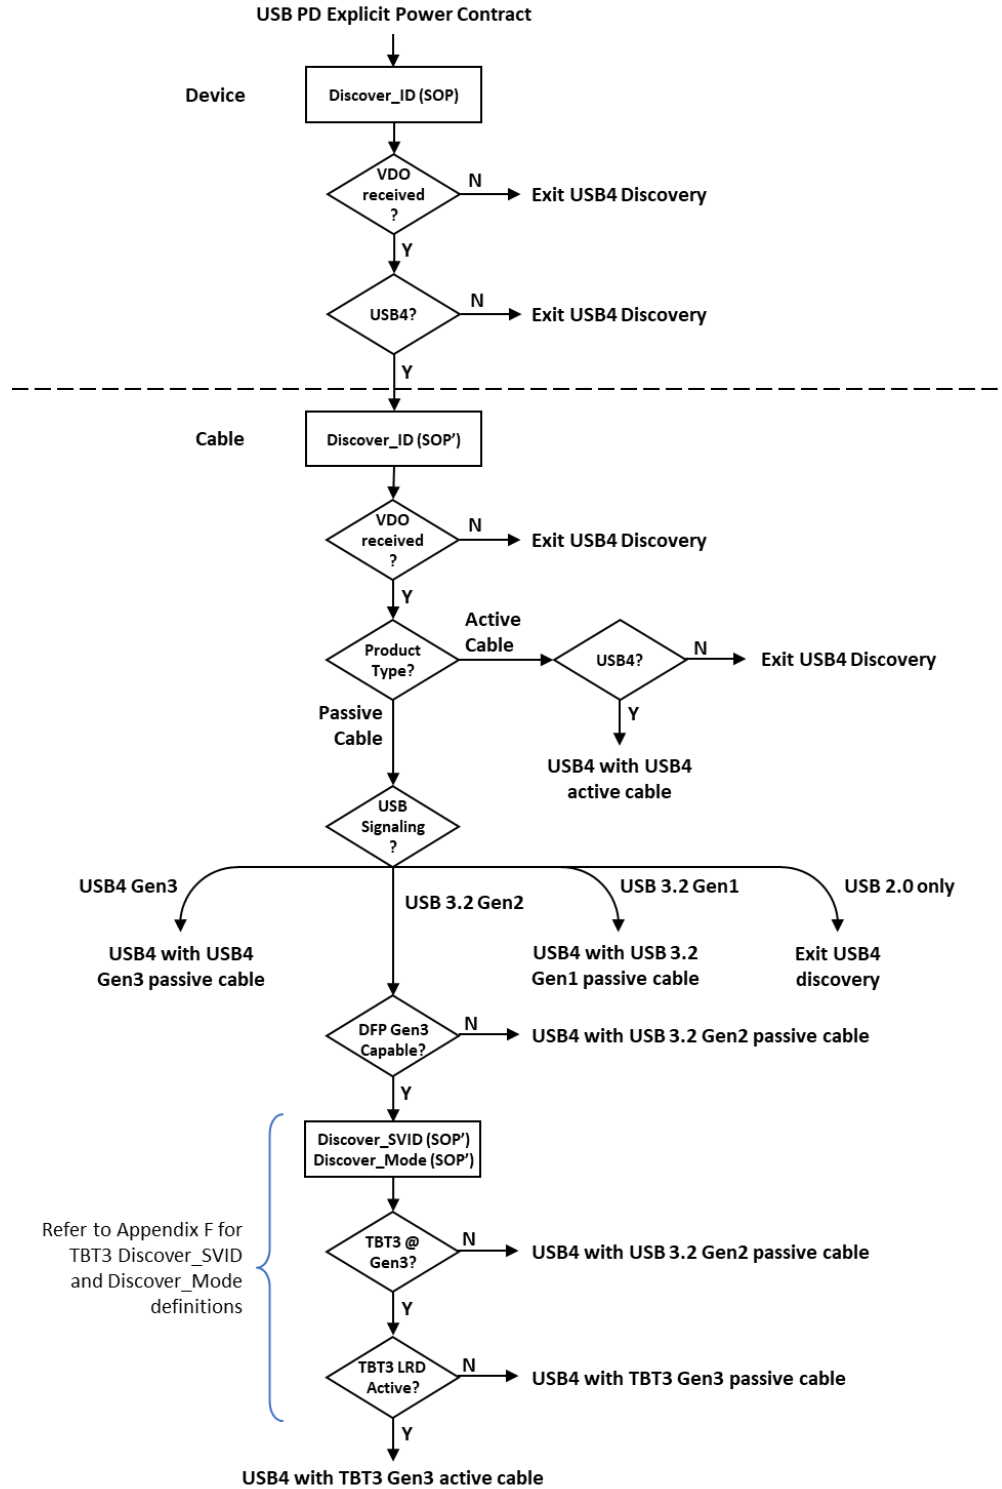 USB PD Explicit Power Contract
Device
Discover_ID (SOP)
VDO
received
?
N
Exit USB4 Discovery
Y
USB4?
N
Exit USB4 Discovery
Y
Cable
Discover_ID (SOP’)
VDO
received
?
N
Exit USB4 Discovery
Y
Product
Type?
Active
Cable
USB4?
N
Exit USB4 Discovery
Y
USB4 with USB4
active cable
Passive
Cable
USB
Signaling
?
USB4 Gen3
USB4 with USB4
Gen3 passive cable
USB 3.2 Gen2
USB 3.2 Gen1
USB4 with USB 3.2
Gen1 passive cable
USB 2.0 only
Exit USB4
discovery
DFP Gen3
Capable?
N
USB4 with USB 3.2 Gen2 passive cable
Y
Discover_SVID (SOP’)
Discover_Mode (SOP’)
Refer to Appendix F for
TBT3 Discover_SVID
and Discover_Mode
definitions
TBT3 @
Gen3?
N
USB4 with USB 3.2 Gen2 passive cable
Y
TBT3 LRD
Active?
N
USB4 with TBT3 Gen3 passive cable
Y
USB4 with TBT3 Gen3 active cable